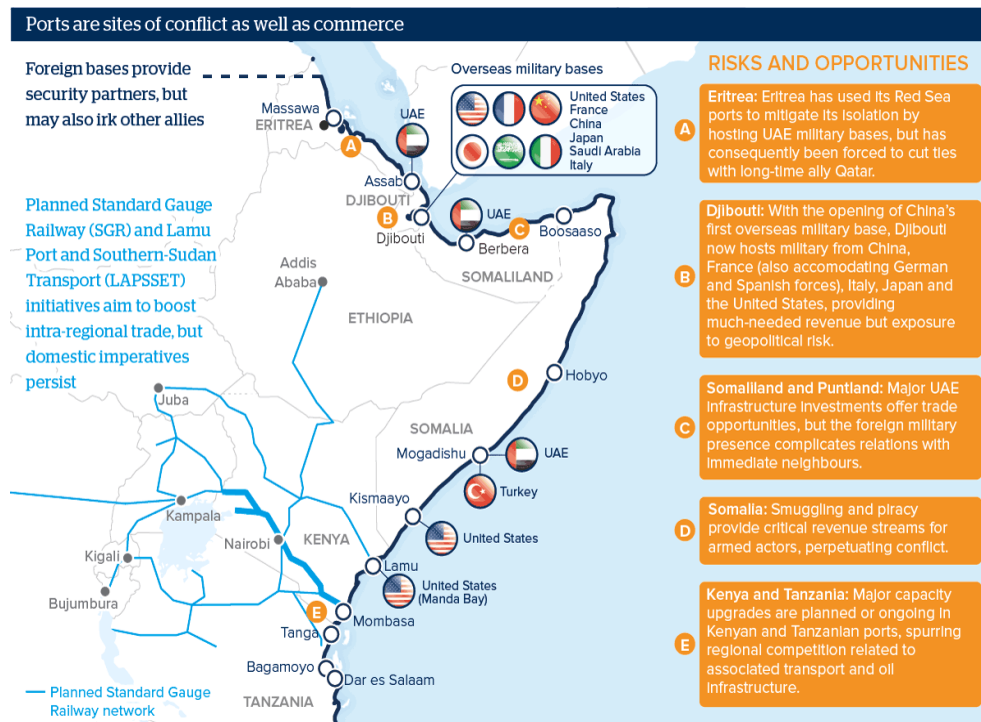 Ports are sites of conflict as well as commerce
Foreign bases provide
security partners, but
may also irk other allies
Planned Standard Gauge
Railway (SGR) and Lamu
Port and Southern-Sudan
Transport (LAPSSET)
initiatives aim to boost
intra-regional trade, but
domestic imperatives
persist
Overseas military bases
United States
France
China
Japan
Saudi Arabia
Italy
Massawa
ERITREA
A
UAE
Assab
DJIBOUTI
B
Djibouti
UAE
C
Berbera
Boosaaso
SOMALILAND
Addis
Ababa
ETHIOPIA
D
Hobyo
Juba
SOMALIA
Mogadishu
UAE
Turkey
Kismaayo
United States
Kampala
Nairobi
KENYA
Lamu
United States
(Manda Bay)
Kigali
Bujumbura
E
Mombasa
Tanga
Bagamoyo
Dar es Salaam
TANZANIA
Planned Standard Gauge
Railway network
RISKS AND OPPORTUNITIES
A
Eritrea: Eritrea has used its Red Sea
ports to mitigate its isolation by
hosting UAE military bases, but has
consequently been forced to cut ties
with long-time ally Qatar.
B
Djibouti: With the opening of China's
first overseas military base, Djibouti
now hosts military from China,
France (also accomodating German
and Spanish forces), Italy, Japan and
the United States, providing
much-needed revenue but exposure
to geopolitical risk.
C
Somaliland and Puntland: Major UAE
infrastructure investments offer trade
opportunities, but the foreign military
presence complicates relations with
immediate neighbours.
D
Somalia: Smuggling and piracy
provide critical revenue streams for
armed actors, perpetuating conflict.
E
Kenya and Tanzania: Major capacity
upgrades are planned or ongoing in
Kenyan and Tanzanian ports, spurring
regional competition related to
associated transport and oil
infrastructure.